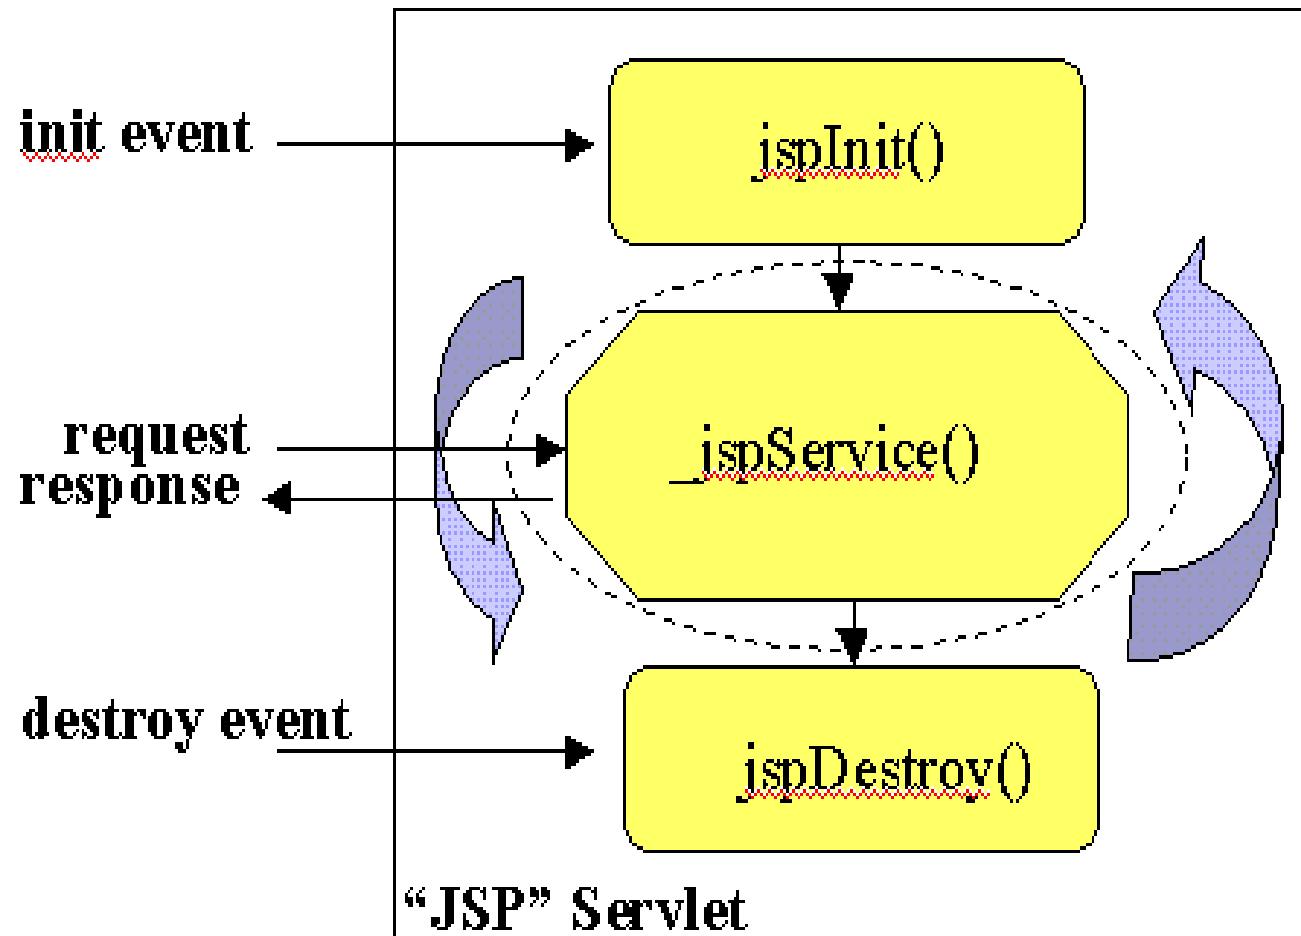 init event
jspInit()
request
_jspService()
response
destroy event
jspDestroy()
“JSP” Servlet